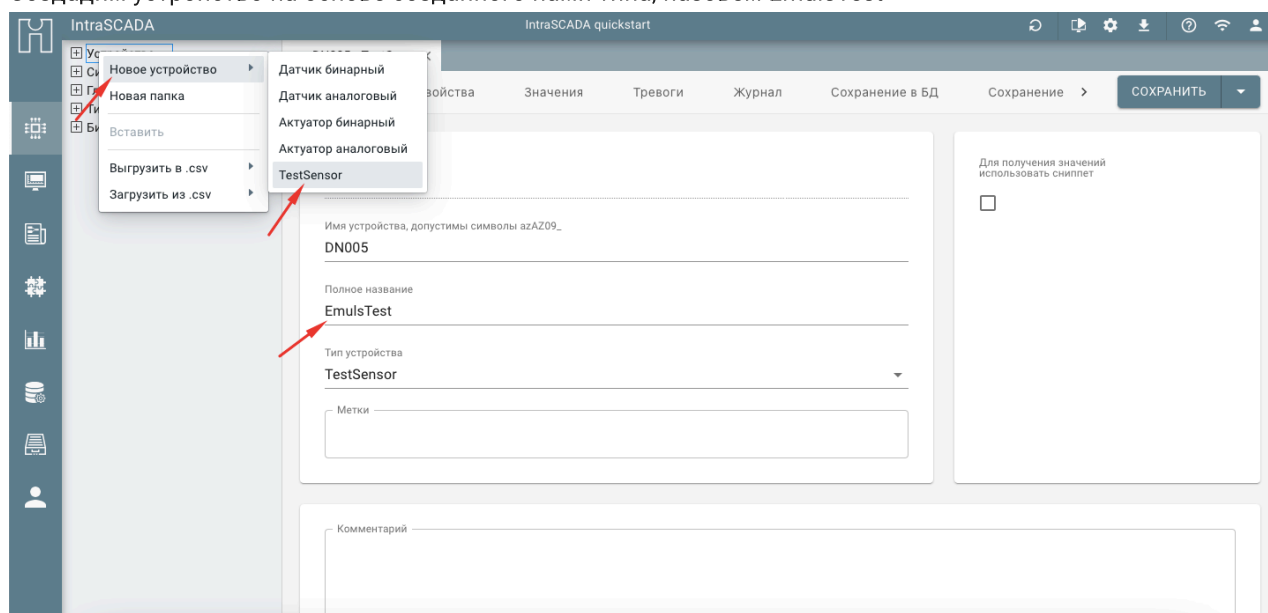 IntraSCADA
IntraSCADA quickstart
Новое устройство
Новая папка
Вставить
Выгрузить в .csv
Загрузить из .csv
Датчик бинарный
Датчик аналоговый
Актуатор бинарный
Актуатор аналоговый
TestSensor
Значения
Тревоги
Журнал
Сохранение в БД
Сохранение
СОХРАНИТЬ
Имя устройства, допустимы символы azAZ09_
DN005
Полное название
EmulsTest
Тип устройства
TestSensor
Метки
Для получения значений
использовать сниппет
Комментарий